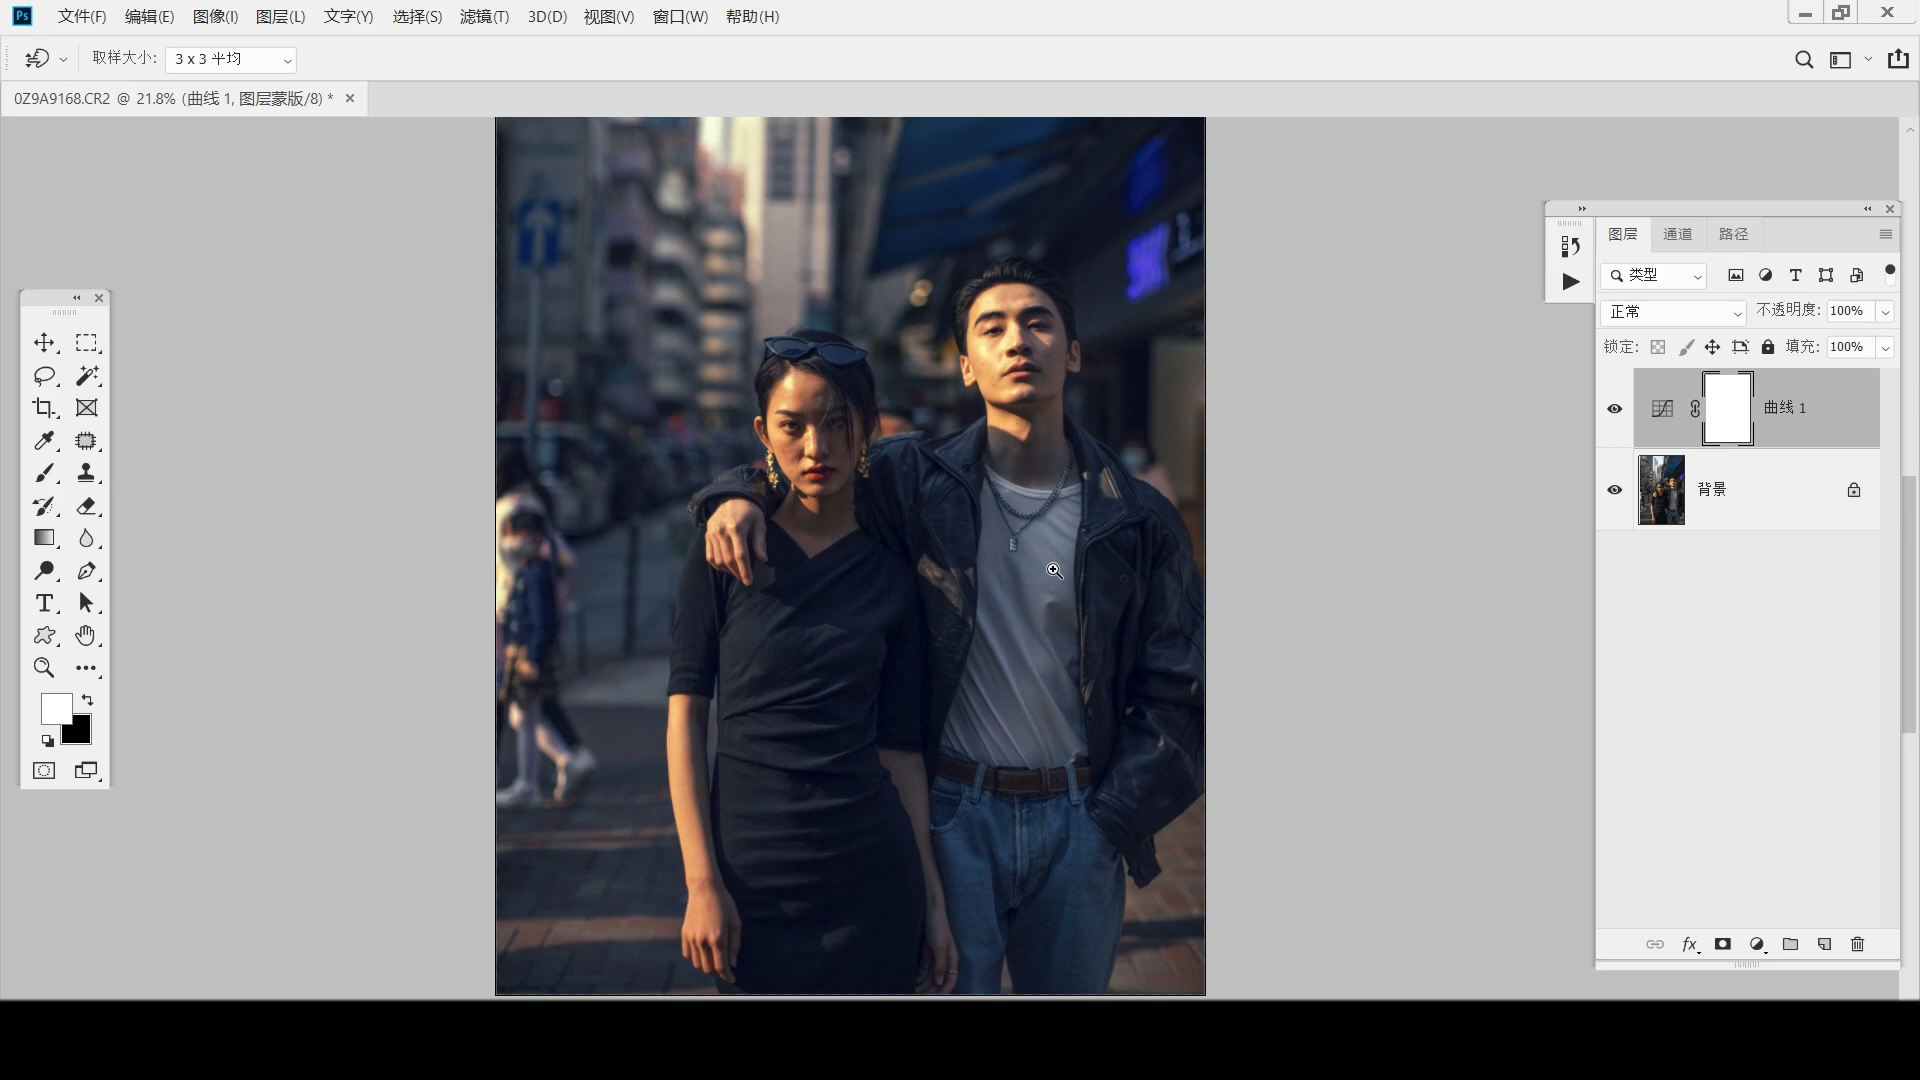 Ps 文件(F) 编辑(E) 图像(I) 图层(L) 文字(Y) 选择(S) 滤镜(T) 3D(D) 视图(V) 窗口(W) 帮助(H)
取样大小: 3 x 3 平均
0Z9A9168.CR2 @ 21.8% (曲线 1, 图层蒙版/8) *
图层 通道 路径
类型
正常 不透明度: 100%
锁定: 填充: 100%
曲线 1
背景
fx